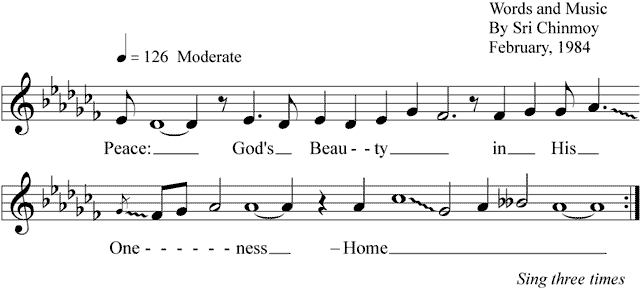 Words and Music
By Sri Chinmoy
February, 1984
= 126 Moderate
Peace: God's Beau - - ty in His
One - - - - - - ness – Home
Sing three times